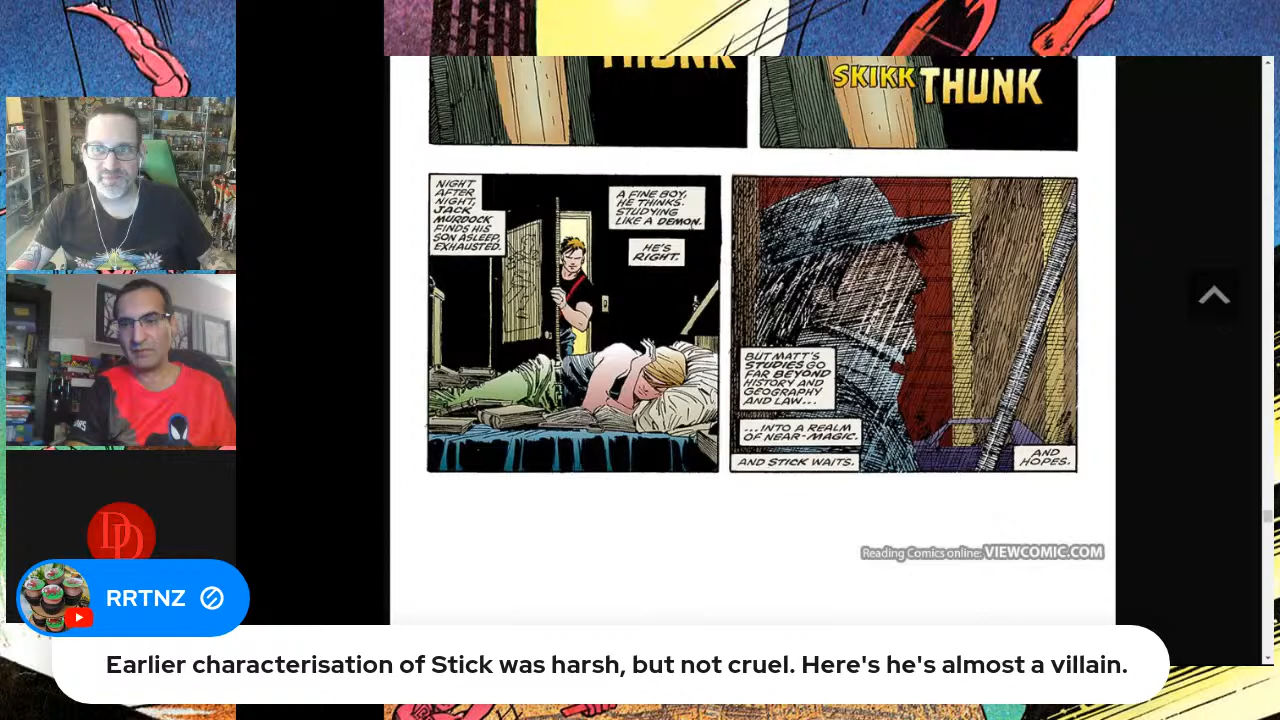 THUNK
SKIKK THUNK
NIGHT
AFTER
NIGHT,
JACK
MURDOCK
FINDS HIS
SON ASLEEP,
EXHAUSTED.
A FINE BOY,
HE THINKS.
STUDYING
LIKE A DEMON.
HE'S
RIGHT.
BUT MATT'S
STUDIES GO
FAR BEYOND
HISTORY AND
GEOGRAPHY
AND LAW...
...INTO A REALM
OF NEAR-MAGIC.
AND STICK WAITS.
AND
HOPES.
Reading Comics online: VIEWCOMIC.COM
DD
RRTNZ
Earlier characterisation of Stick was harsh, but not cruel. Here's he's almost a villain.